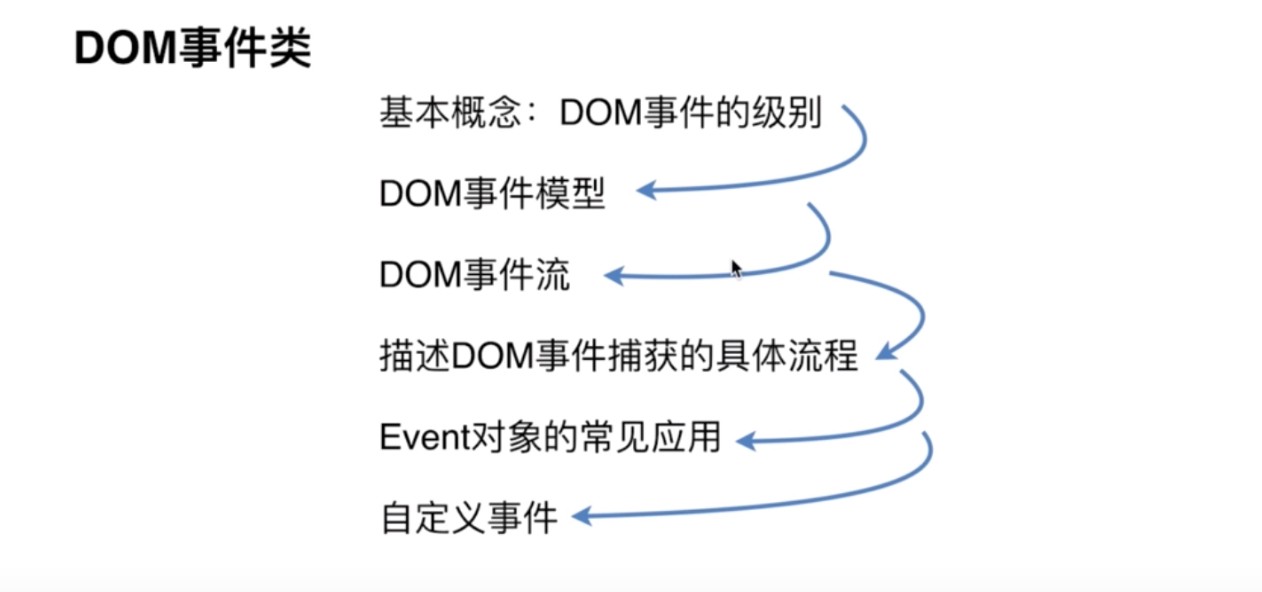 DOM事件类
基本概念：DOM事件的级别
DOM事件模型
DOM事件流
描述DOM事件捕获的具体流程
Event对象的常见应用
自定义事件